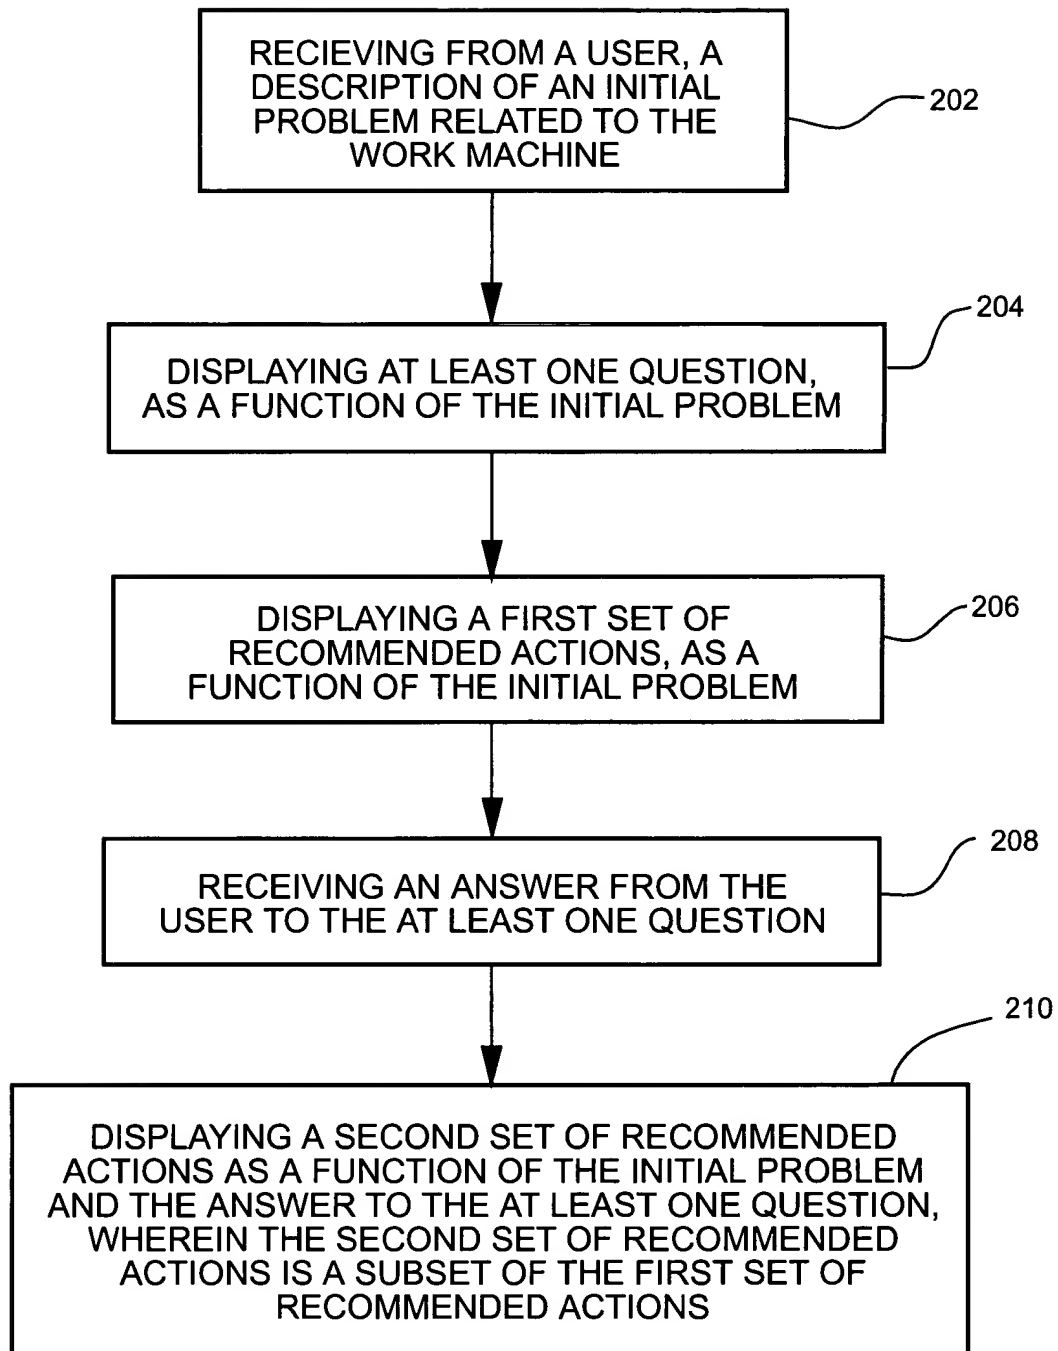 RECIEVING FROM A USER, A
DESCRIPTION OF AN INITIAL
PROBLEM RELATED TO THE
WORK MACHINE
202
204
DISPLAYING AT LEAST ONE QUESTION,
AS A FUNCTION OF THE INITIAL PROBLEM
206
DISPLAYING A FIRST SET OF
RECOMMENDED ACTIONS, AS A
FUNCTION OF THE INITIAL PROBLEM
208
RECEIVING AN ANSWER FROM THE
USER TO THE AT LEAST ONE QUESTION
210
DISPLAYING A SECOND SET OF RECOMMENDED
ACTIONS AS A FUNCTION OF THE INITIAL PROBLEM
AND THE ANSWER TO THE AT LEAST ONE QUESTION,
WHEREIN THE SECOND SET OF RECOMMENDED
ACTIONS IS A SUBSET OF THE FIRST SET OF
RECOMMENDED ACTIONS